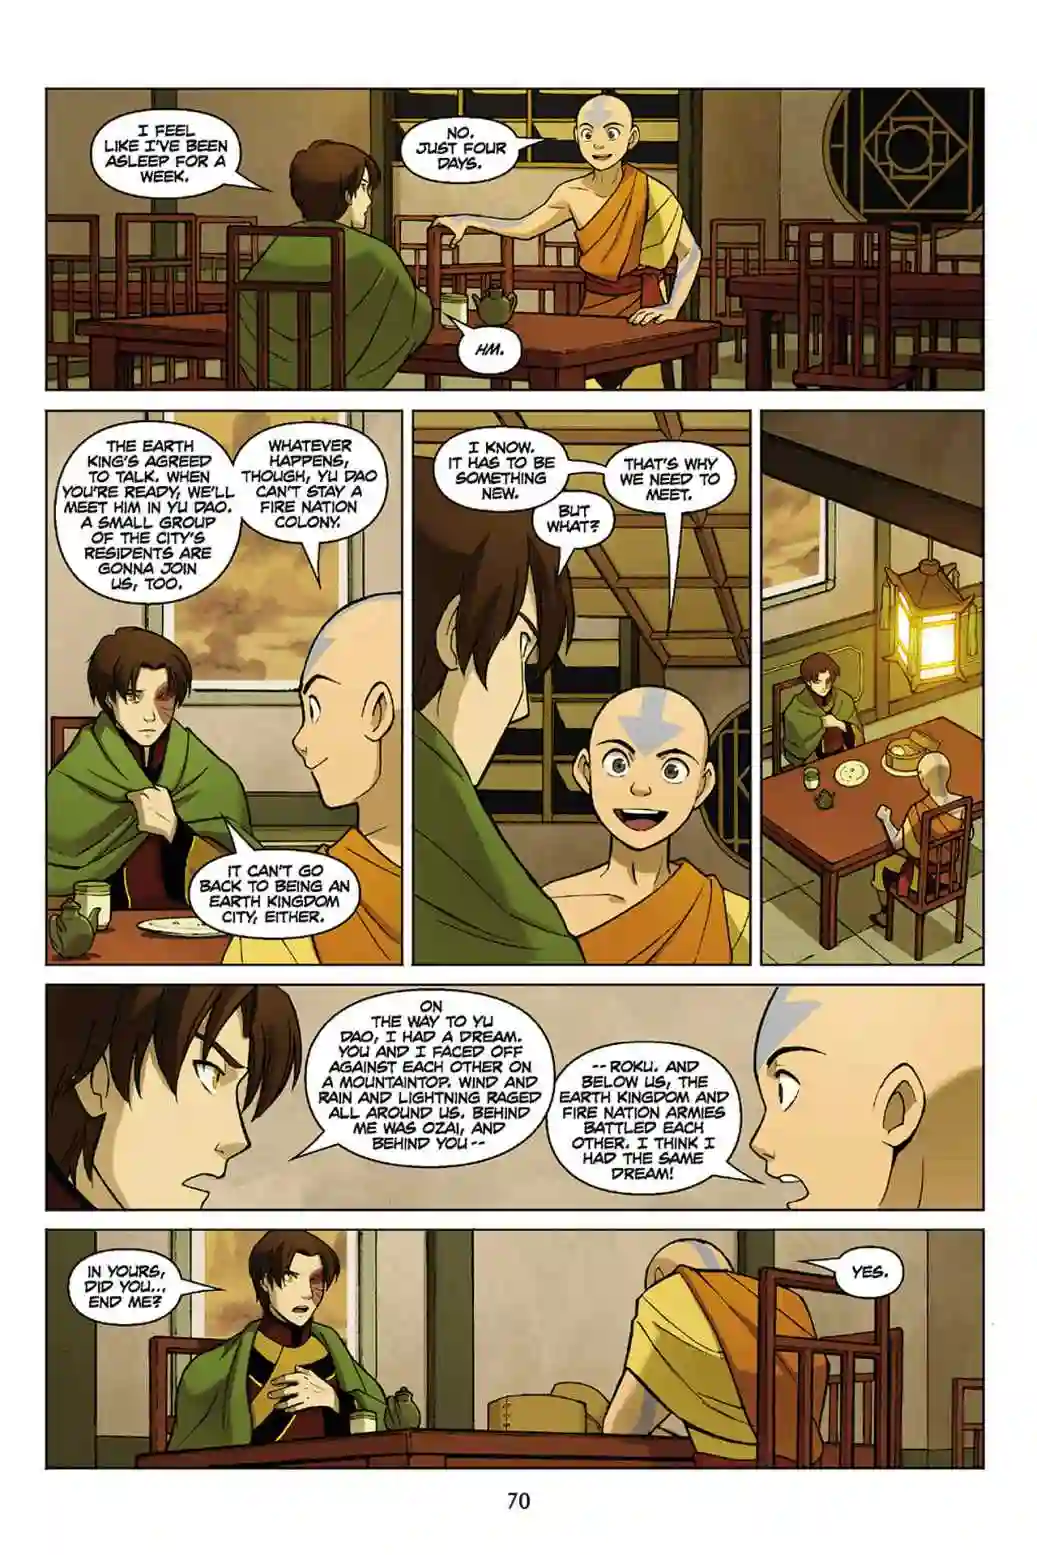 I FEEL
LIKE I'VE BEEN
ASLEEP FOR A
WEEK.
NO.
JUST FOUR
DAYS.
HM.
THE EARTH
KING'S AGREED
TO TALK. WHEN
YOU'RE READY, WE'LL
MEET HIM IN YU DAO.
A SMALL GROUP
OF THE CITY'S
RESIDENTS ARE
GONNA JOIN
US, TOO.
WHATEVER
HAPPENS,
THOUGH, YU DAO
CAN'T STAY A
FIRE NATION
COLONY.
IT CAN'T GO
BACK TO BEING AN
EARTH KINGDOM
CITY, EITHER.
I KNOW.
IT HAS TO BE
SOMETHING
NEW.
BUT
WHAT?
THAT'S WHY
WE NEED TO
MEET.
ON
THE WAY TO YU
DAO, I HAD A DREAM.
YOU AND I FACED OFF
AGAINST EACH OTHER ON
A MOUNTAINTOP. WIND AND
RAIN AND LIGHTNING RAGED
ALL AROUND US. BEHIND
ME WAS OZAI, AND
BEHIND YOU --
-- ROKU. AND
BELOW US, THE
EARTH KINGDOM AND
FIRE NATION ARMIES
BATTLED EACH
OTHER. I THINK I
HAD THE SAME
DREAM!
IN YOURS,
DID YOU...
END ME?
YES.
70